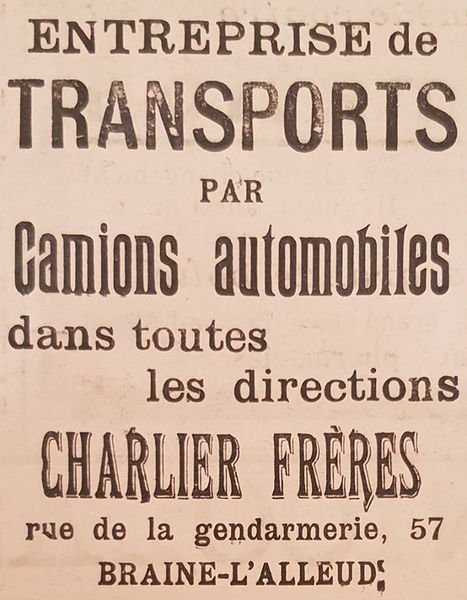 ENTREPRISE de
TRANSPORTS
PAR
Camions automobiles
dans toutes
les directions
CHARLIER FRÈRES
rue de la gendarmerie, 57
BRAINE-L'ALLEUD